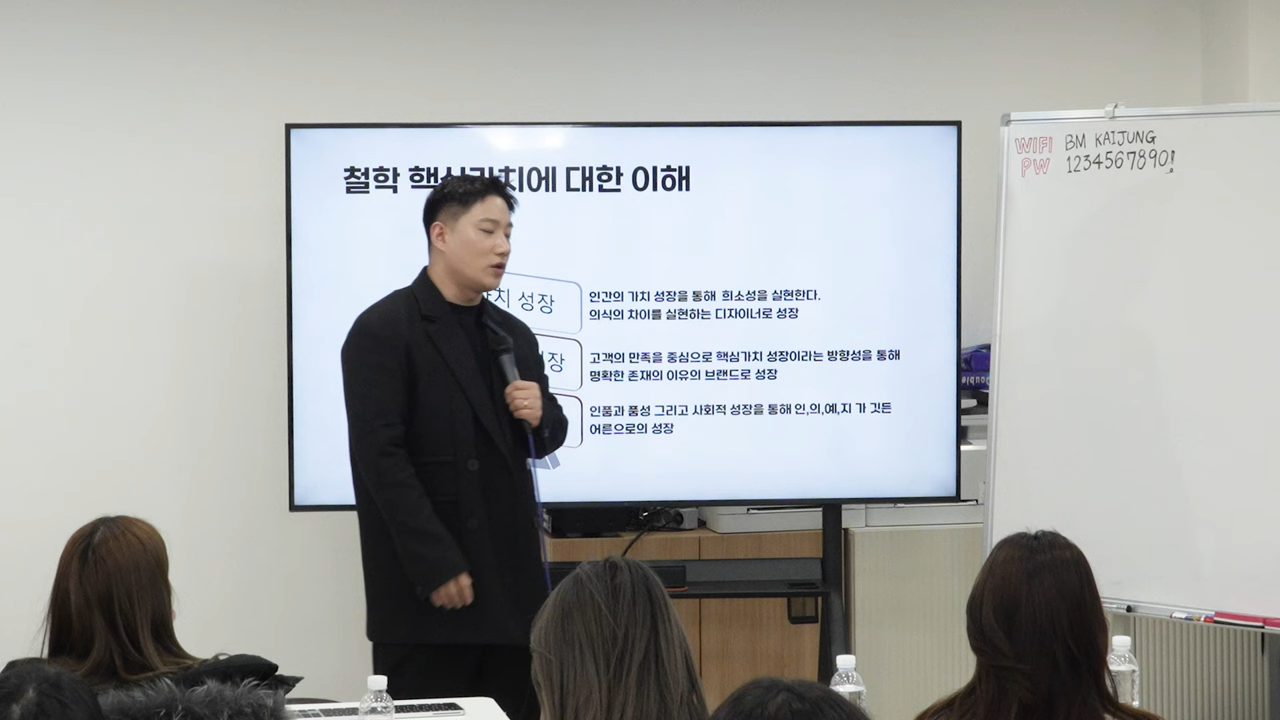 철학 핵심가치에 대한 이해
성장
인간의 가치 성장을 통해 희소성을 실현한다.
의식의 차이를 실현하는 디자이너로 성장
고객의 만족을 중심으로 핵심가치 성장이라는 방향성을 통해
명확한 존재의 이유의 브랜드로 성장
인품과 품성 그리고 사회적 성장을 통해 인,의,예,지 가 깃든
어른으로의 성장
WIFI BM KAIJUNG
PW 1234567890!
Double